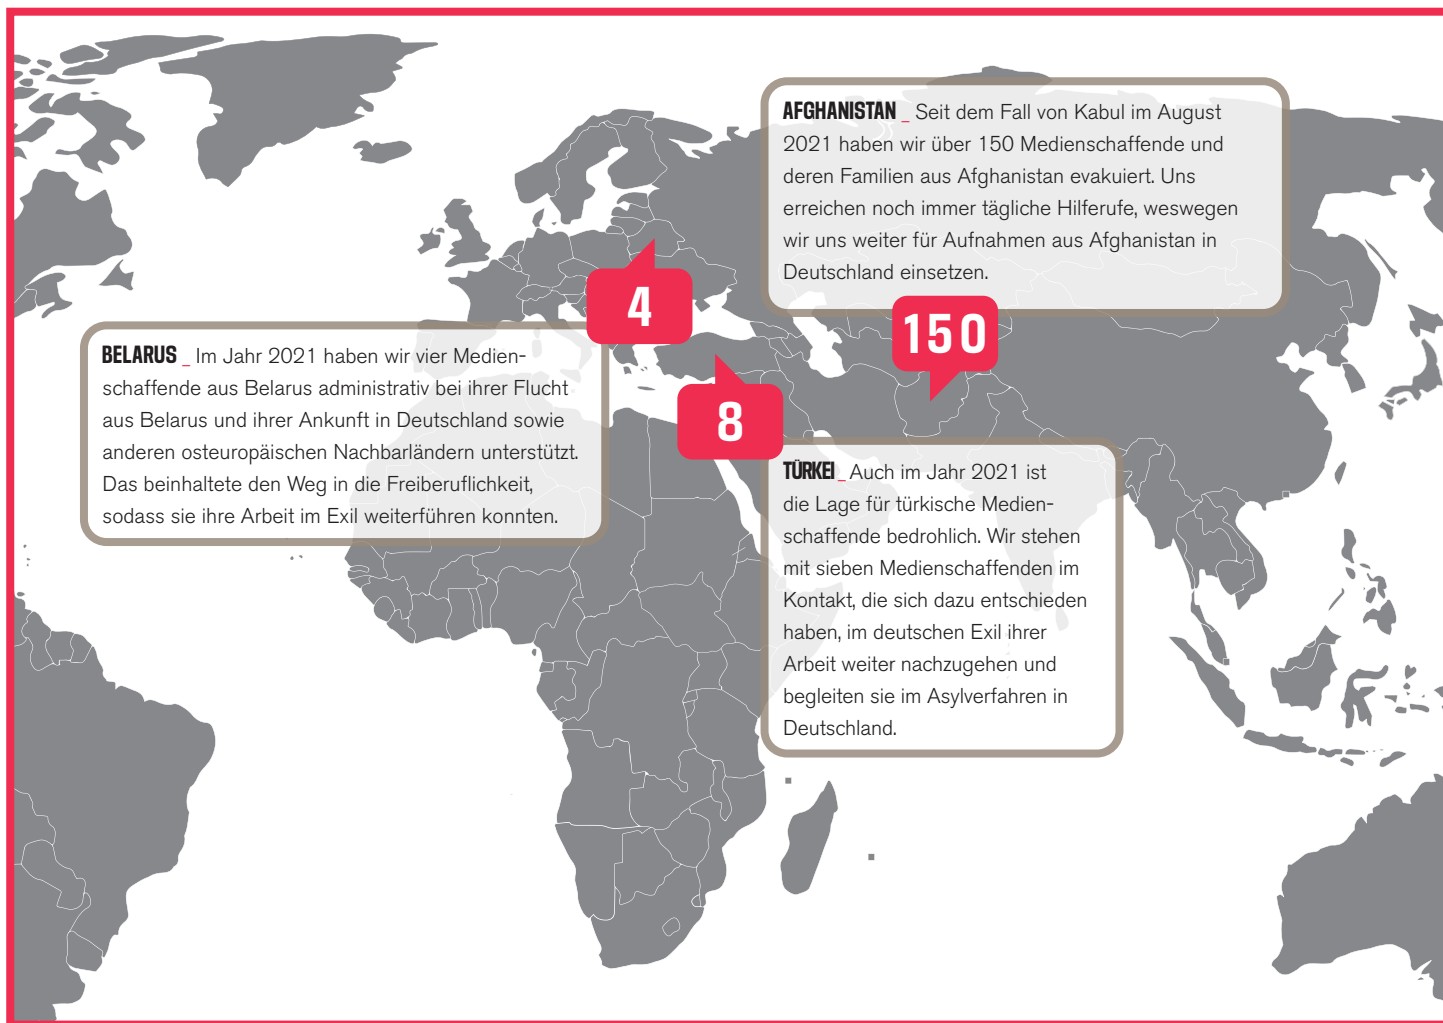 AFGHANISTAN _ Seit dem Fall von Kabul im August
2021 haben wir über 150 Medienschaffende und
deren Familien aus Afghanistan evakuiert. Uns
erreichen noch immer tägliche Hilferufe, weswegen
wir uns weiter für Aufnahmen aus Afghanistan in
Deutschland einsetzen.
4
150
BELARUS _ Im Jahr 2021 haben wir vier Medien-
schaffende aus Belarus administrativ bei ihrer Flucht
aus Belarus und ihrer Ankunft in Deutschland sowie
anderen osteuropäischen Nachbarländern unterstützt.
Das beinhaltete den Weg in die Freiberuflichkeit,
sodass sie ihre Arbeit im Exil weiterführen konnten.
8
TÜRKEI _ Auch im Jahr 2021 ist
die Lage für türkische Medien-
schaffende bedrohlich. Wir stehen
mit sieben Medienschaffenden im
Kontakt, die sich dazu entschieden
haben, im deutschen Exil ihrer
Arbeit weiter nachzugehen und
begleiten sie im Asylverfahren in
Deutschland.